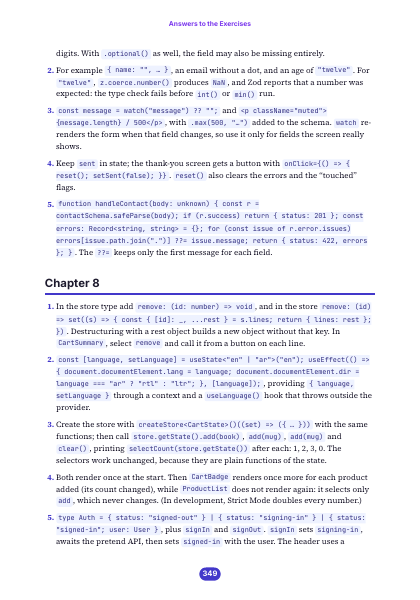 Answers to the Exercises
digits. With .optional() as well, the field may also be missing entirely.
2. For example { name: "", … }, an email without a dot, and an age of "twelve". For
"twelve", z.coerce.number() produces NaN, and Zod reports that a number was
expected: the type check fails before int() or min() run.
3. const message = watch("message") ?? ""; and <p className="muted">
{message.length} / 500</p>, with .max(500, "…") added to the schema. watch re-
renders the form when that field changes, so use it only for fields the screen really
shows.
4. Keep sent in state; the thank-you screen gets a button with onClick={() => {
reset(); setSent(false); }}. reset() also clears the errors and the “touched”
flags.
5. function handleContact(body: unknown) { const r =
contactSchema.safeParse(body); if (r.success) return { status: 201 }; const
errors: Record<string, string> = {}; for (const issue of r.error.issues)
errors[issue.path.join(".")] ??= issue.message; return { status: 422, errors
}; }. The ??= keeps only the first message for each field.
Chapter 8
1. In the store type add remove: (id: number) => void, and in the store remove: (id)
=> set((s) => { const { [id]: _, ...rest } = s.lines; return { lines: rest };
}). Destructuring with a rest object builds a new object without that key. In
CartSummary, select remove and call it from a button on each line.
2. const [language, setLanguage] = useState<"en" | "ar">("en"); useEffect(() =>
{ document.documentElement.lang = language; document.documentElement.dir =
language === "ar" ? "rtl" : "ltr"; }, [language]);, providing { language,
setLanguage } through a context and a useLanguage() hook that throws outside the
provider.
3. Create the store with createStore<CartState>()((set) => ({ … })) with the same
functions; then call store.getState().add(book), add(mug), add(mug) and
clear(), printing selectCount(store.getState()) after each: 1, 2, 3, 0. The
selectors work unchanged, because they are plain functions of the state.
4. Both render once at the start. Then CartBadge renders once more for each product
added (its count changed), while ProductList does not render again: it selects only
add, which never changes. (In development, Strict Mode doubles every number.)
5. type Auth = { status: "signed-out" } | { status: "signing-in" } | { status:
"signed-in"; user: User }, plus signIn and signOut. signIn sets signing-in,
awaits the pretend API, then sets signed-in with the user. The header uses a
349